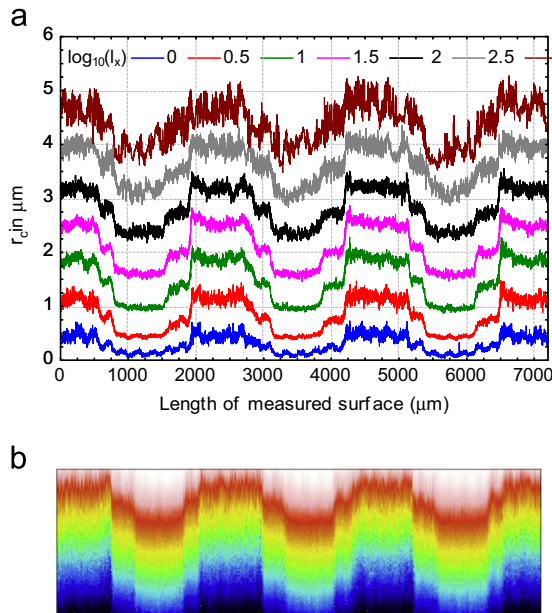 a
6
log₁₀(lₓ) 0 0.5 1 1.5 2 2.5
5
4
3
2
1
0
r_c in μm
0 1000 2000 3000 4000 5000 6000 7000
Length of measured surface (μm)
b